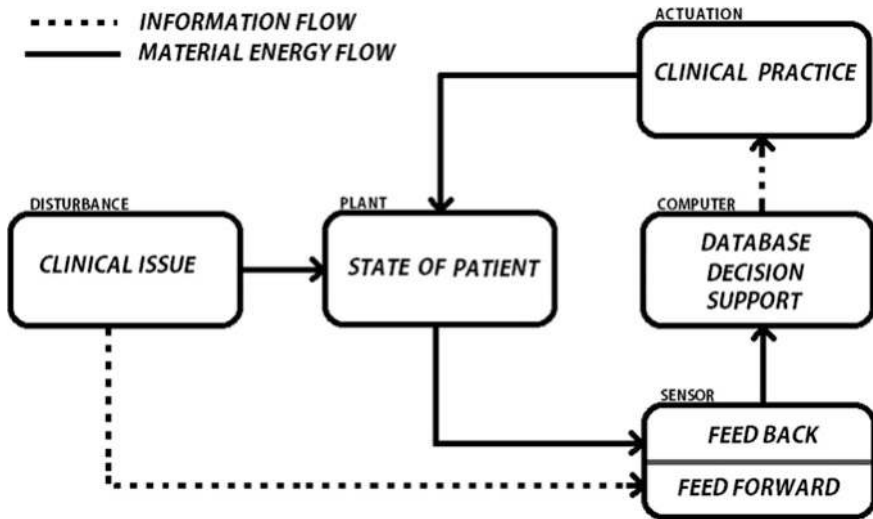 INFORMATION FLOW
MATERIAL ENERGY FLOW
ACTUATION
CLINICAL PRACTICE
DISTURBANCE
CLINICAL ISSUE
PLANT
STATE OF PATIENT
COMPUTER
DATABASE
DECISION
SUPPORT
SENSOR
FEED BACK
FEED FORWARD